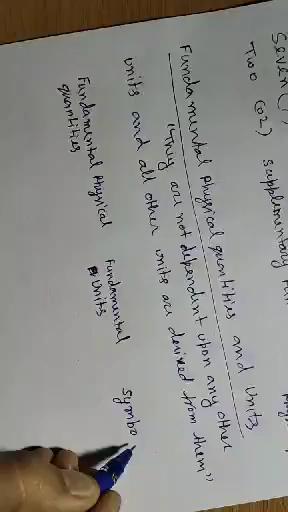 Seven (
Two (02) supplementary
Fundamental Physical quantities and Units
"They are not dependent upon any other
units and all other units are derived from them"
Fundamental Physical Fundamental Symbo
quantities Units